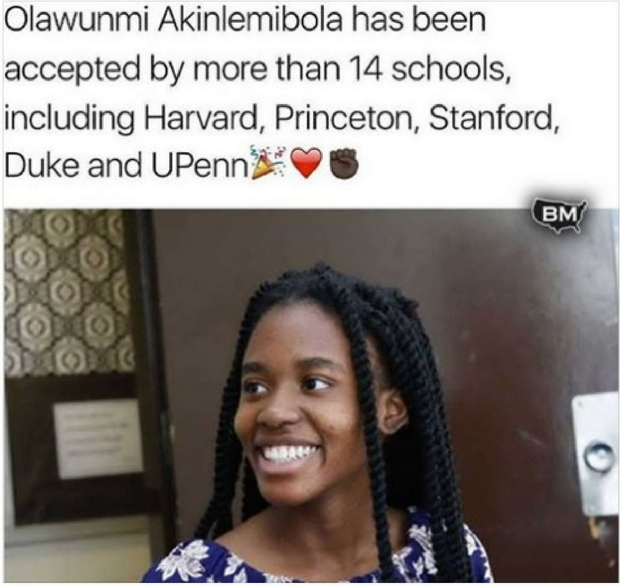 Olawunmi Akinlemibola has been
accepted by more than 14 schools,
including Harvard, Princeton, Stanford,
Duke and UPenn🎉❤️✊🏿
BM